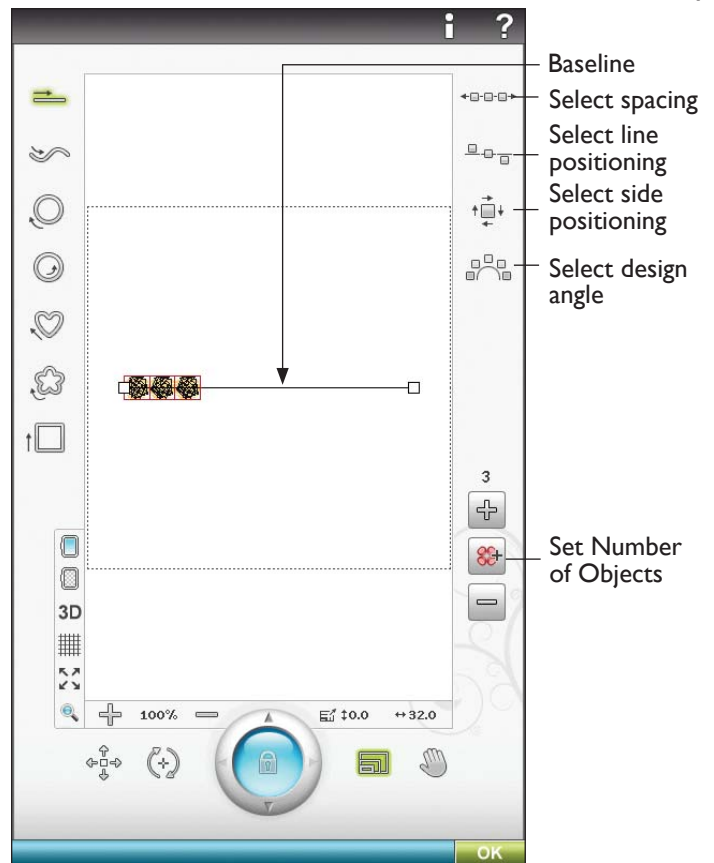 i ?
Baseline
Select spacing
Select line
positioning
Select side
positioning
Select design
angle
3
Set Number
of Objects
3D
100% ↕0.0 ↔32.0
OK